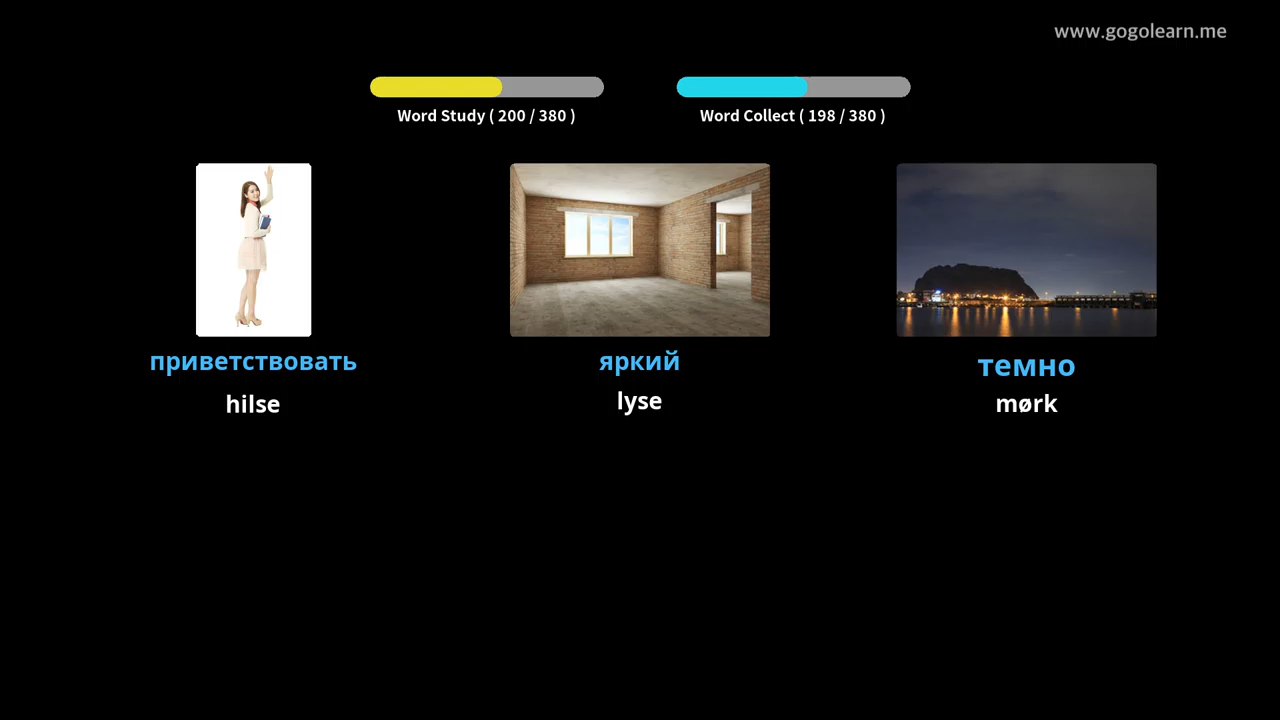 www.gogolearn.me
Word Study ( 200 / 380 )
Word Collect ( 198 / 380 )
приветствовать
hilse
яркий
lyse
темно
mørk